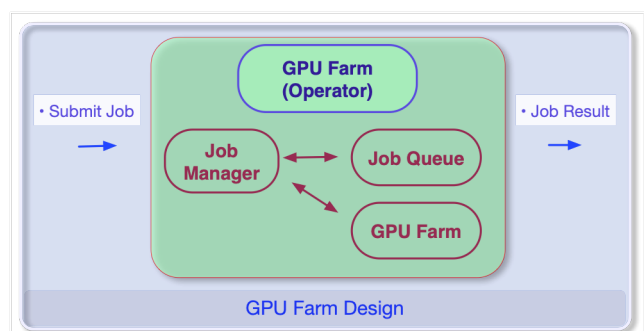 GPU Farm
(Operator)
• Submit Job
• Job Result
Job
Manager
Job Queue
GPU Farm
GPU Farm Design